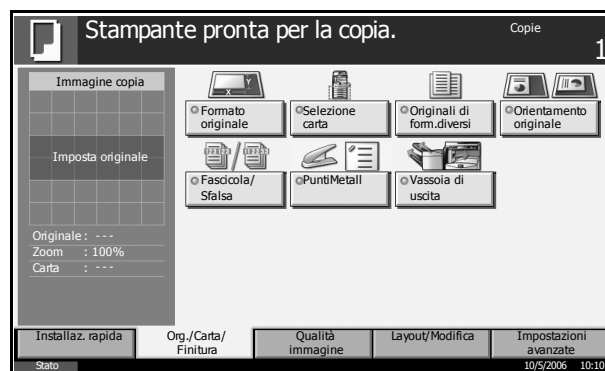 Stampante pronta per la copia.
Copie
1
Immagine copia
Imposta originale
Originale : - - -
Zoom : 100%
Carta : - - -
Formato
originale
Selezione
carta
Originali di
form.diversi
Orientamento
originale
Fascicola/
Sfalsa
PuntiMetall
Vassoia di
uscita
Installaz. rapida
Org./Carta/
Finitura
Qualità
immagine
Layout/Modifica
Impostazioni
avanzate
Stato
10/5/2006 10:10